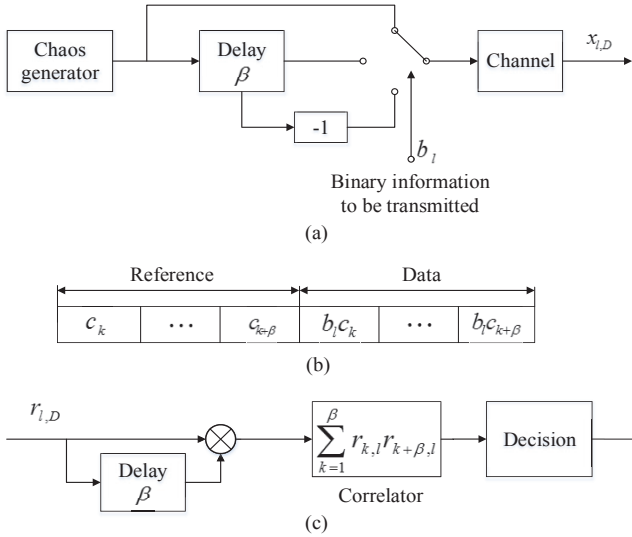 Chaos
generator
Delay
β
-1
Channel
x_{l,D}
b_l
Binary information
to be transmitted
(a)
Reference
Data
c_k
⋯
c_{k+β}
b_l c_k
⋯
b_l c_{k+β}
(b)
r_{l,D}
Delay
β
\sum_{k=1}^{β} r_{k,l} r_{k+β,l}
Correlator
Decision
(c)